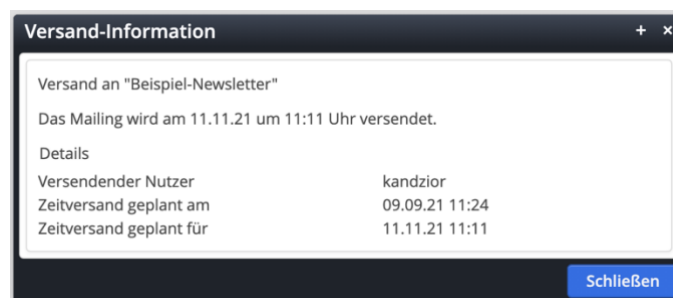 Versand-Information
Versand an "Beispiel-Newsletter"
Das Mailing wird am 11.11.21 um 11:11 Uhr versendet.
Details
Versendender Nutzer kandzior
Zeitversand geplant am 09.09.21 11:24
Zeitversand geplant für 11.11.21 11:11
Schließen